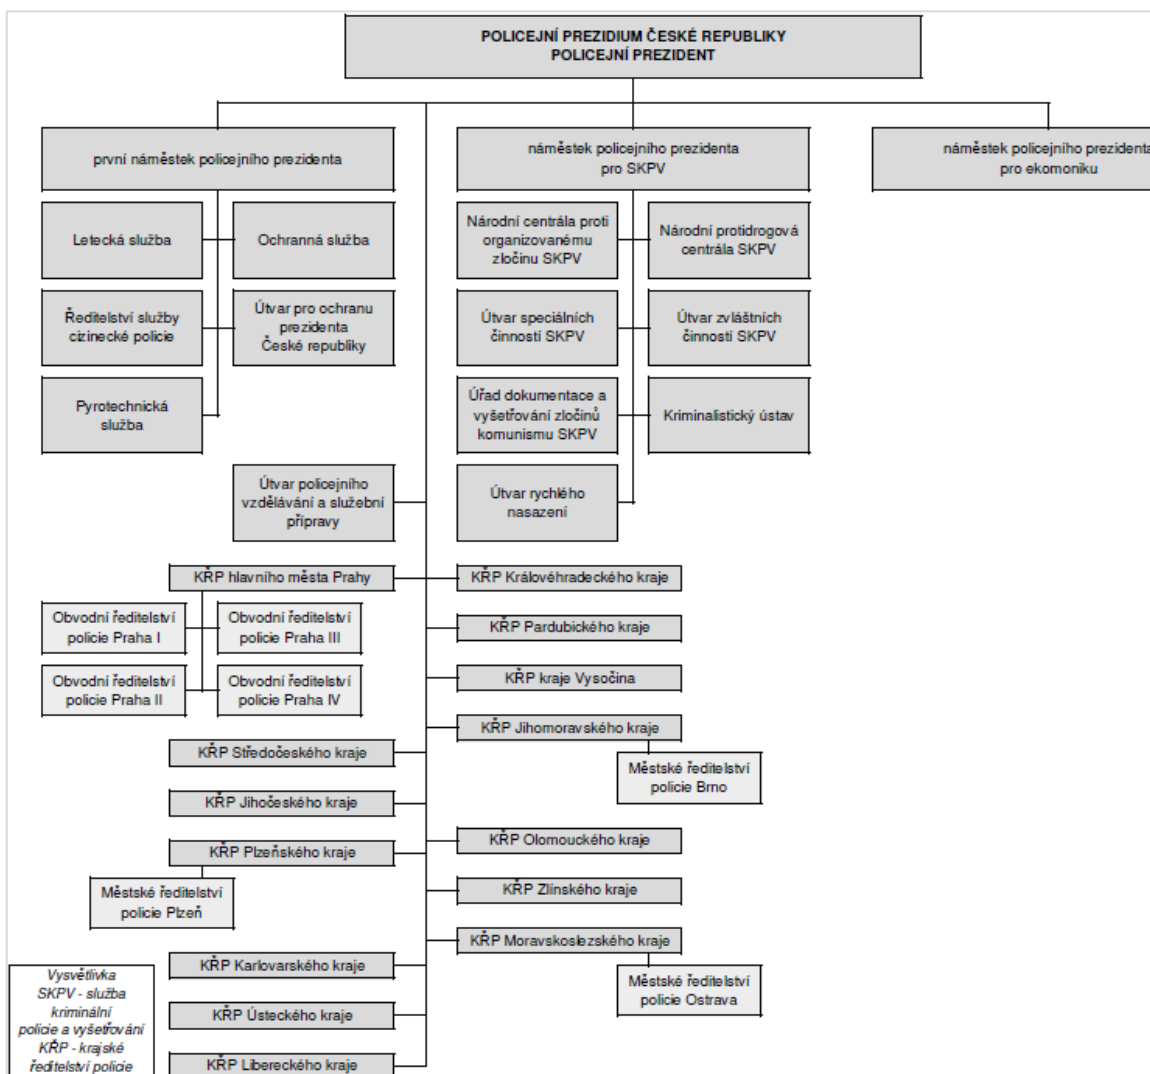 POLICEJNÍ PREZIDIUM ČESKÉ REPUBLIKY
POLICEJNÍ PREZIDENT
první náměstek policejního prezidenta
náměstek policejního prezidenta
pro SKPV
náměstek policejního prezidenta
pro ekomoniku
Letecká služba
Ochranná služba
Národní centrála proti
organizovanému
zločinu SKPV
Národní protidrogová
centrála SKPV
Ředitelství služby
cizinecké policie
Útvar pro ochranu
prezidenta
České republiky
Útvar speciálních
činností SKPV
Útvar zvláštních
činností SKPV
Pyrotechnická
služba
Úřad dokumentace a
vyšetřování zločinů
komunismu SKPV
Kriminalistický ústav
Útvar policejního
vzdělávání a služební
přípravy
Útvar rychlého
nasazení
KŘP hlavního města Prahy
KŘP Královéhradeckého kraje
Obvodní ředitelství
policie Praha I
Obvodní ředitelství
policie Praha III
KŘP Pardubického kraje
Obvodní ředitelství
policie Praha II
Obvodní ředitelství
policie Praha IV
KŘP kraje Vysočina
KŘP Jihomoravského kraje
KŘP Středočeského kraje
Městské ředitelství
policie Brno
KŘP Jihočeského kraje
KŘP Olomouckého kraje
KŘP Plzeňského kraje
Městské ředitelství
policie Plzeň
KŘP Zlínského kraje
KŘP Moravskoslezského kraje
KŘP Karlovarského kraje
Městské ředitelství
policie Ostrava
KŘP Ústeckého kraje
KŘP Libereckého kraje
Vysvětlivka
SKPV - služba
kriminální
policie a vyšetřování
KŘP - krajské
ředitelství policie